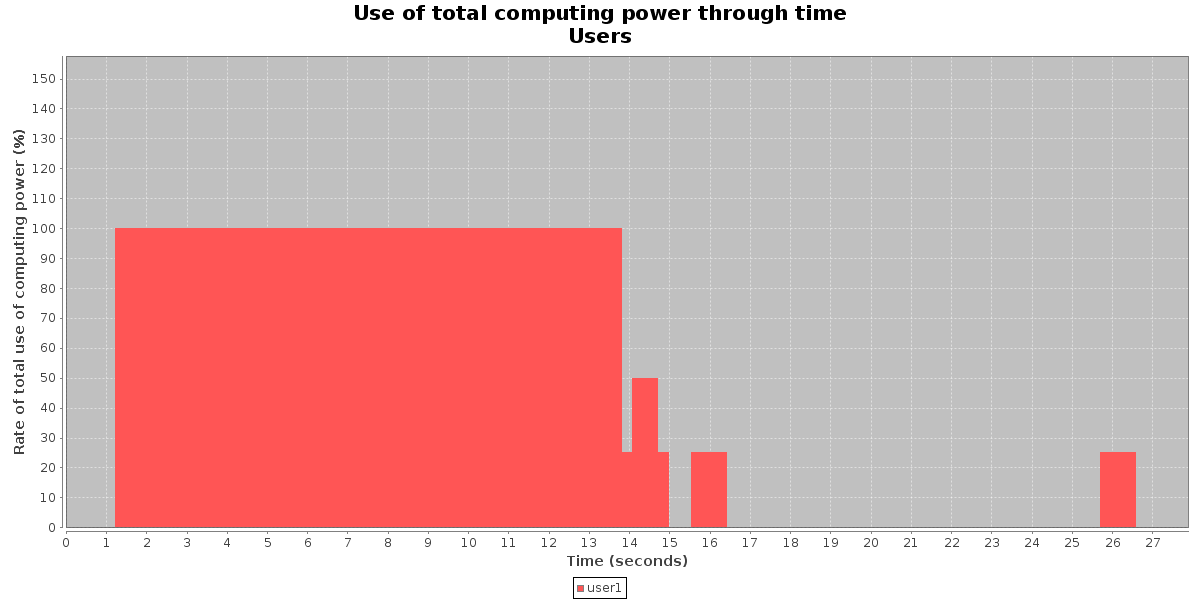 Use of total computing power through time
Users
Rate of total use of computing power (%)
150
140
130
120
110
100
90
80
70
60
50
40
30
20
10
0
0 1 2 3 4 5 6 7 8 9 10 11 12 13 14 15 16 17 18 19 20 21 22 23 24 25 26 27
Time (seconds)
user1